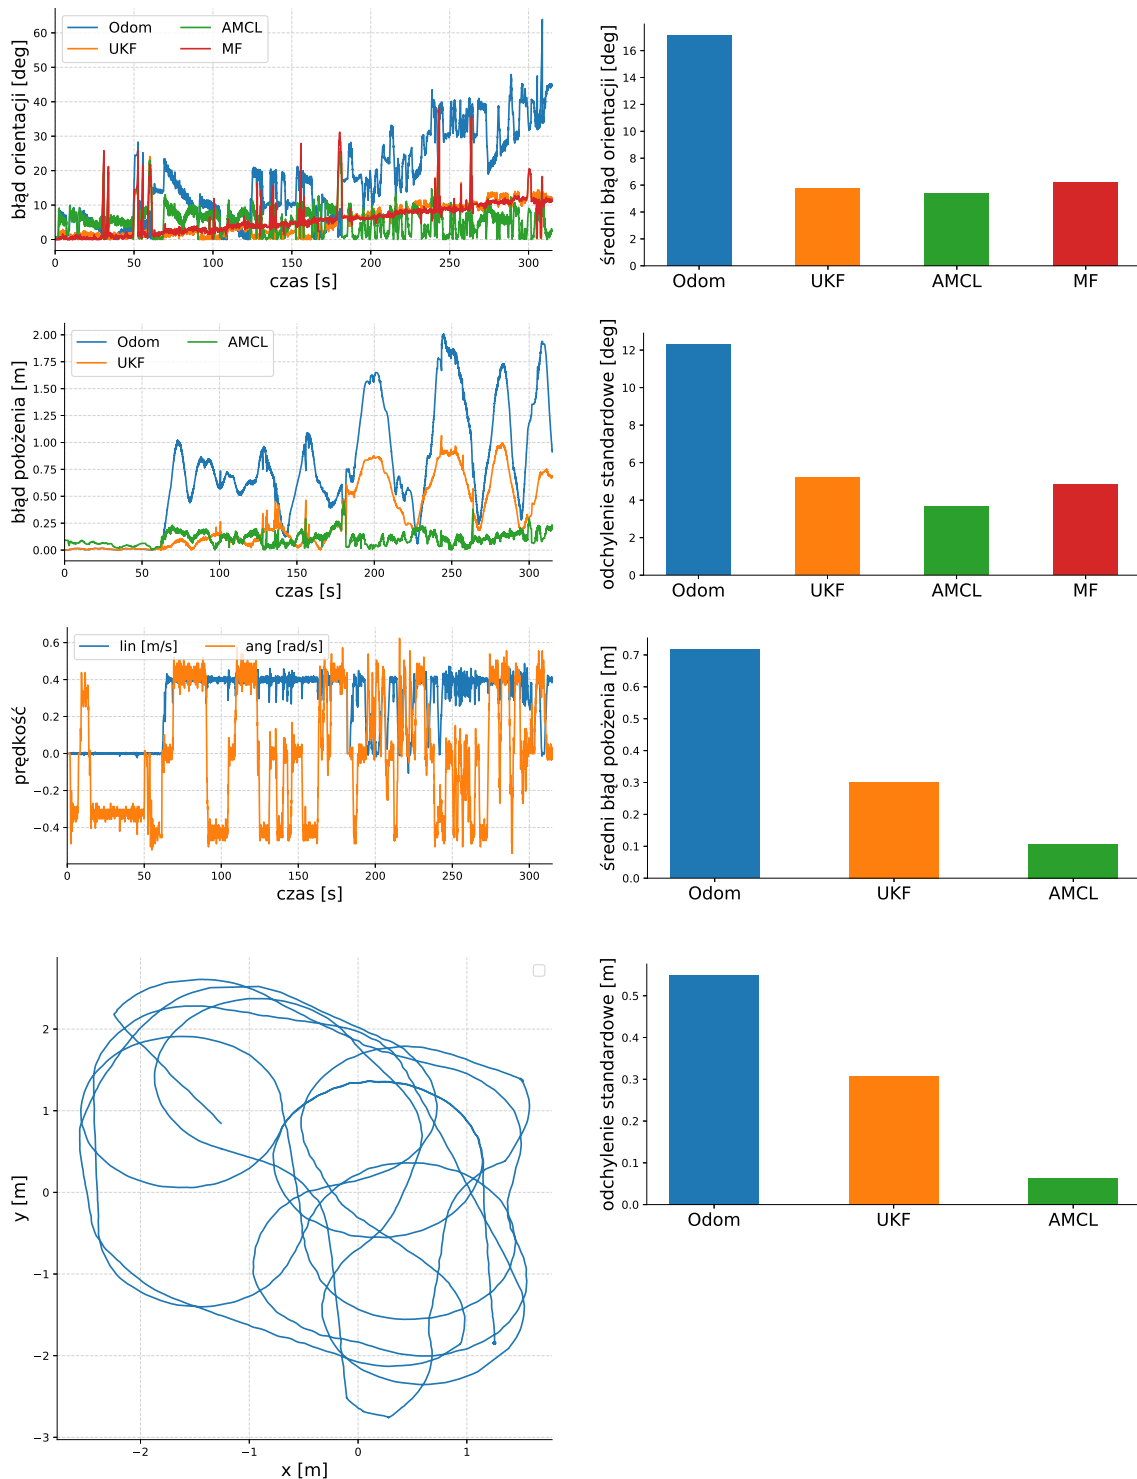 błąd orientacji [deg]
60
50
40
30
20
10
0
Odom
UKF
AMCL
MF
0 50 100 150 200 250 300
czas [s]
średni błąd orientacji [deg]
16
14
12
10
8
6
4
2
0
Odom UKF AMCL MF
błąd położenia [m]
2.00
1.75
1.50
1.25
1.00
0.75
0.50
0.25
0.00
Odom
UKF
AMCL
0 50 100 150 200 250 300
czas [s]
odchylenie standardowe [deg]
12
10
8
6
4
2
0
Odom UKF AMCL MF
prędkość
0.6
0.4
0.2
0.0
−0.2
−0.4
lin [m/s] ang [rad/s]
0 50 100 150 200 250 300
czas [s]
średni błąd położenia [m]
0.7
0.6
0.5
0.4
0.3
0.2
0.1
0.0
Odom UKF AMCL
y [m]
2
1
0
−1
−2
−3
−2 −1 0 1
x [m]
odchylenie standardowe [m]
0.5
0.4
0.3
0.2
0.1
0.0
Odom UKF AMCL